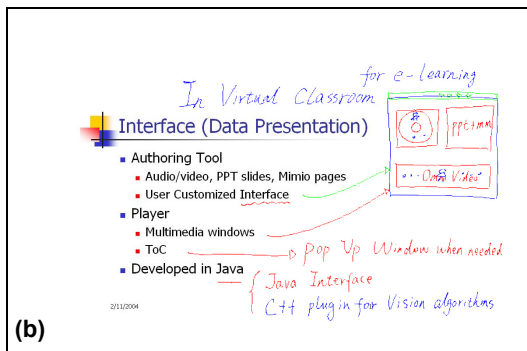 for e-learning
In Virtual Classroom
Interface (Data Presentation)
ppt+mm
Authoring Tool
Audio/video, PPT slides, Mimio pages
User Customized Interface
Omni Video
Player
Multimedia windows
ToC
Pop Up Window when needed
Developed in Java
Java Interface
C++ plugin for Vision algorithms
2/11/2004
(b)